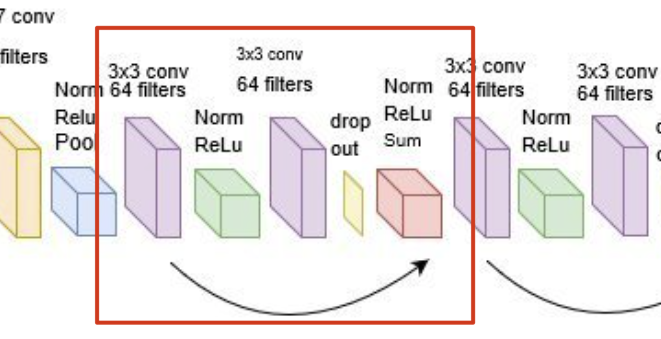 7 conv
filters
Norm
Relu
Pool
3x3 conv
64 filters
Norm
ReLu
3x3 conv
64 filters
drop
out
Norm
ReLu
Sum
3x3 conv
64 filters
Norm
ReLu
3x3 conv
64 filters